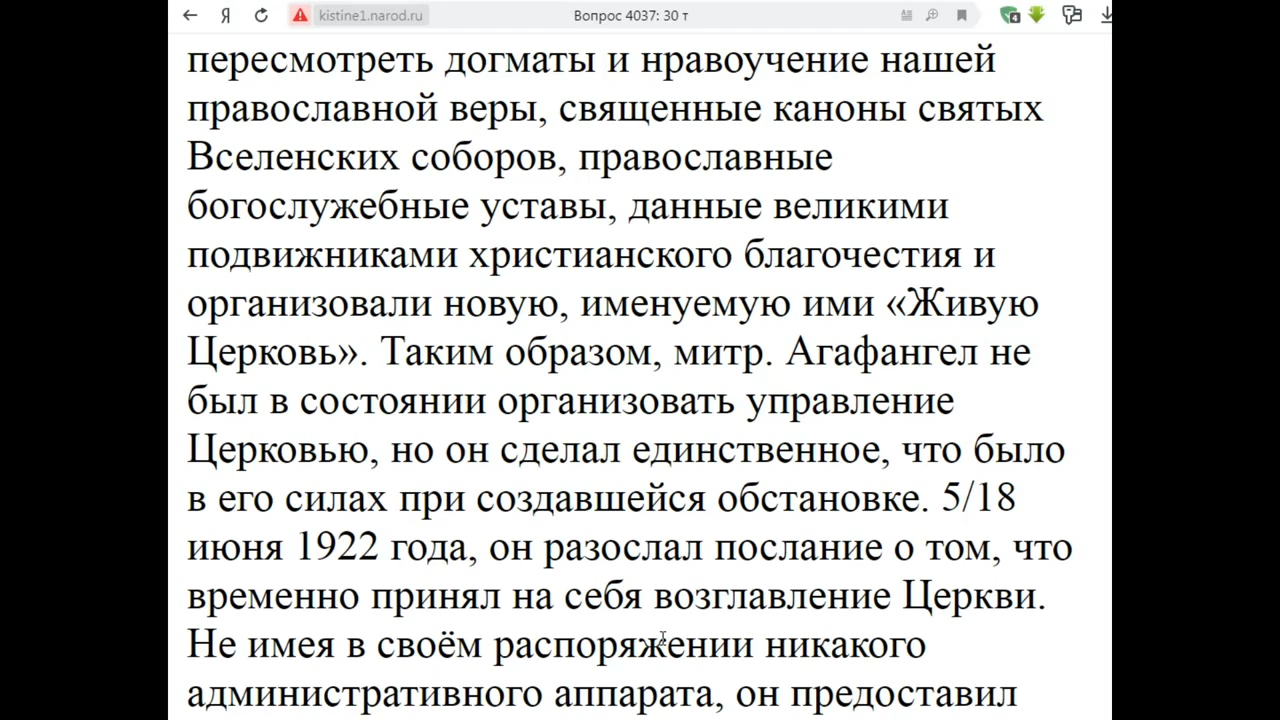 Я kistine1.narod.ru Вопрос 4037: 30 т 4
пересмотреть догматы и нравоучение нашей
православной веры, священные каноны святых
Вселенских соборов, православные
богослужебные уставы, данные великими
подвижниками христианского благочестия и
организовали новую, именуемую ими «Живую
Церковь». Таким образом, митр. Агафангел не
был в состоянии организовать управление
Церковью, но он сделал единственное, что было
в его силах при создавшейся обстановке. 5/18
июня 1922 года, он разослал послание о том, что
временно принял на себя возглавление Церкви.
Не имея в своём распоряжении никакого
административного аппарата, он предоставил